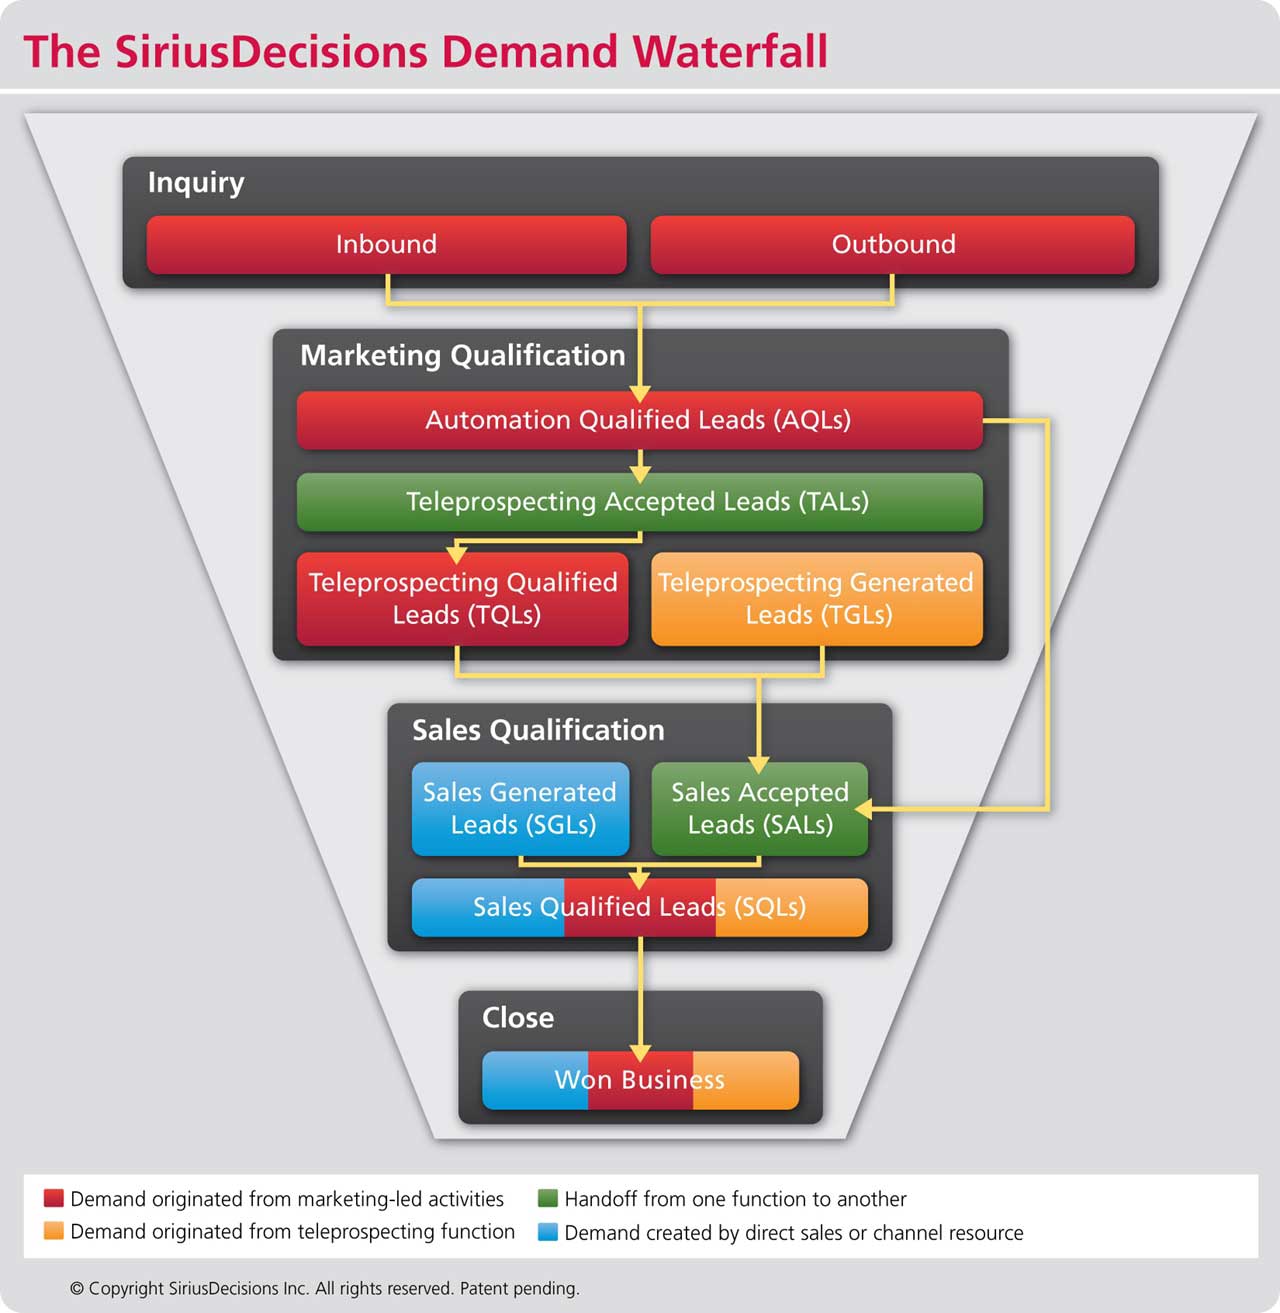 The SiriusDecisions Demand Waterfall
Inquiry
Inbound
Outbound
Marketing Qualification
Automation Qualified Leads (AQLs)
Teleprospecting Accepted Leads (TALs)
Teleprospecting Qualified
Leads (TQLs)
Teleprospecting Generated
Leads (TGLs)
Sales Qualification
Sales Generated
Leads (SGLs)
Sales Accepted
Leads (SALs)
Sales Qualified Leads (SQLs)
Close
Won Business
Demand originated from marketing-led activities
Handoff from one function to another
Demand originated from teleprospecting function
Demand created by direct sales or channel resource
© Copyright SiriusDecisions Inc. All rights reserved. Patent pending.